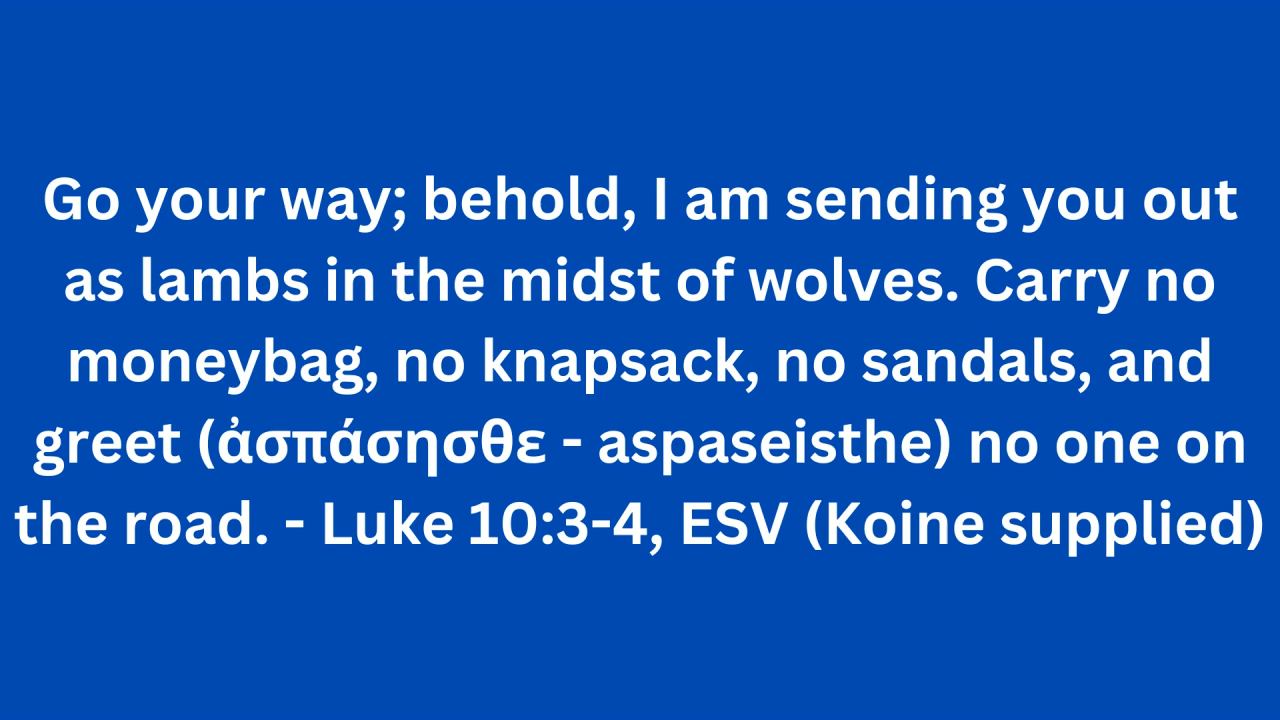 Go your way; behold, I am sending you out
as lambs in the midst of wolves. Carry no
moneybag, no knapsack, no sandals, and
greet (ἀσπάσησθε - aspaseisthe) no one on
the road. - Luke 10:3-4, ESV (Koine supplied)